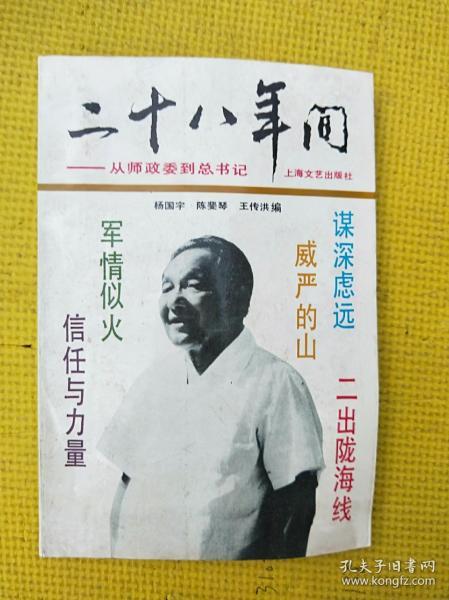 二十八年间
——从师政委到总书记
上海文艺出版社
杨国宇 陈斐琴 王传洪编
谋深虑远
威严的山
二出陇海线
军情似火
信任与力量
孔夫子旧书网
www.kongfz.com